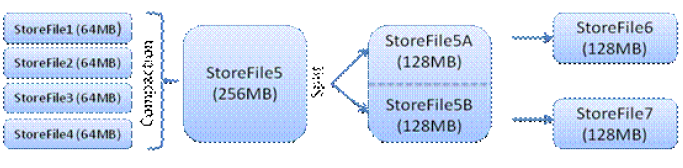 StoreFile1 (64MB)
StoreFile2 (64MB)
StoreFile3 (64MB)
StoreFile4 (64MB)
Compaction
StoreFile5
(256MB)
Split
StoreFile5A
(128MB)
StoreFile5B
(128MB)
StoreFile6
(128MB)
StoreFile7
(128MB)